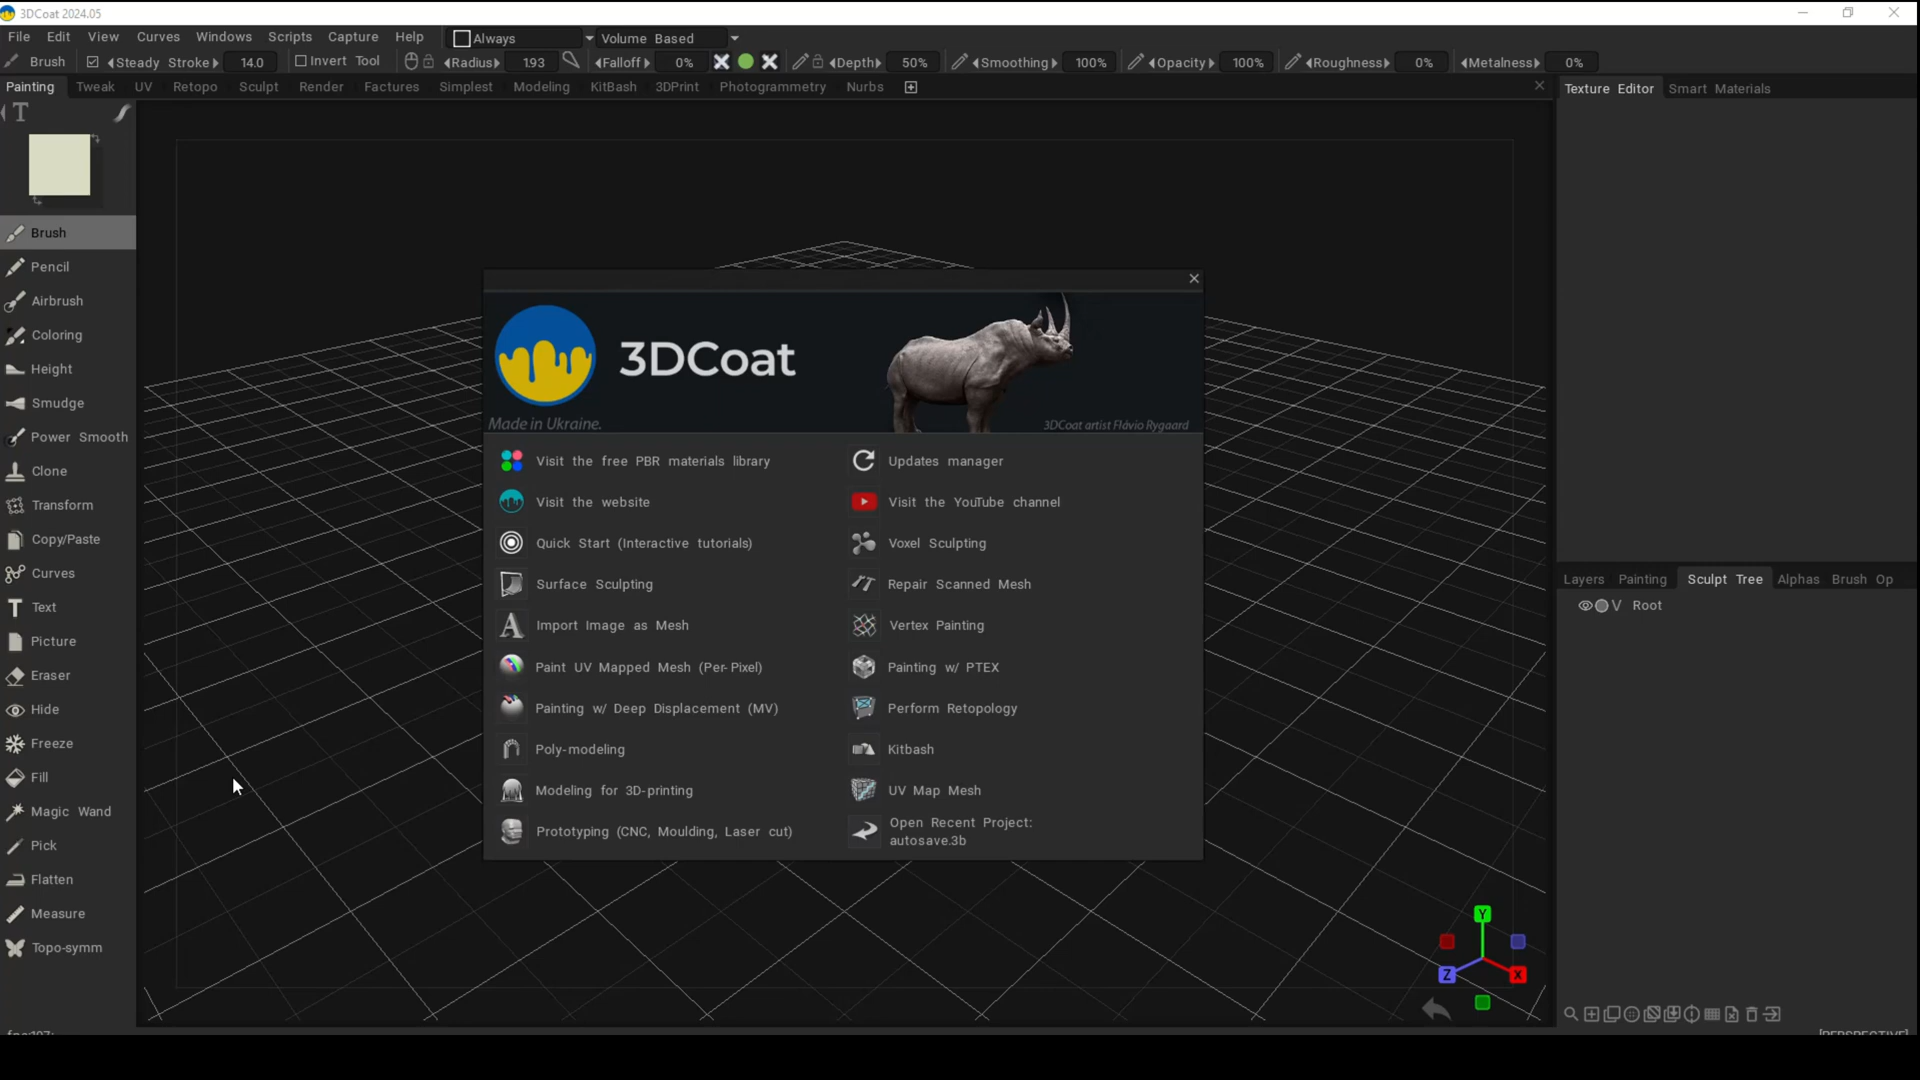 3DCoat 2024.05
File Edit View Curves Windows Scripts Capture Help Always Volume Based
Brush Steady Stroke 14.0 Invert Tool Radius 193 Falloff 0% Depth 50% Smoothing 100% Opacity 100% Roughness 0% Metalness 0%
Painting Tweak UV Retopo Sculpt Render Factures Simplest Modeling KitBash 3DPrint Photogrammetry Nurbs
Texture Editor Smart Materials
T
Brush
Pencil
Airbrush
Coloring
Height
Smudge
Power Smooth
Clone
Transform
Copy/Paste
Curves
Text
Picture
Eraser
Hide
Freeze
Fill
Magic Wand
Pick
Flatten
Measure
Topo-symm
3DCoat
Made in Ukraine.
3DCoat artist Flávio Rygaard
Visit the free PBR materials library
Updates manager
Visit the website
Visit the YouTube channel
Quick Start (Interactive tutorials)
Voxel Sculpting
Surface Sculpting
Repair Scanned Mesh
Import Image as Mesh
Vertex Painting
Paint UV Mapped Mesh (Per-Pixel)
Painting w/ PTEX
Painting w/ Deep Displacement (MV)
Perform Retopology
Poly-modeling
Kitbash
Modeling for 3D-printing
UV Map Mesh
Prototyping (CNC, Moulding, Laser cut)
Open Recent Project:
autosave.3b
Layers Painting Sculpt Tree Alphas Brush Op
V Root
Y
Z
X
[PERSPECTIVE]